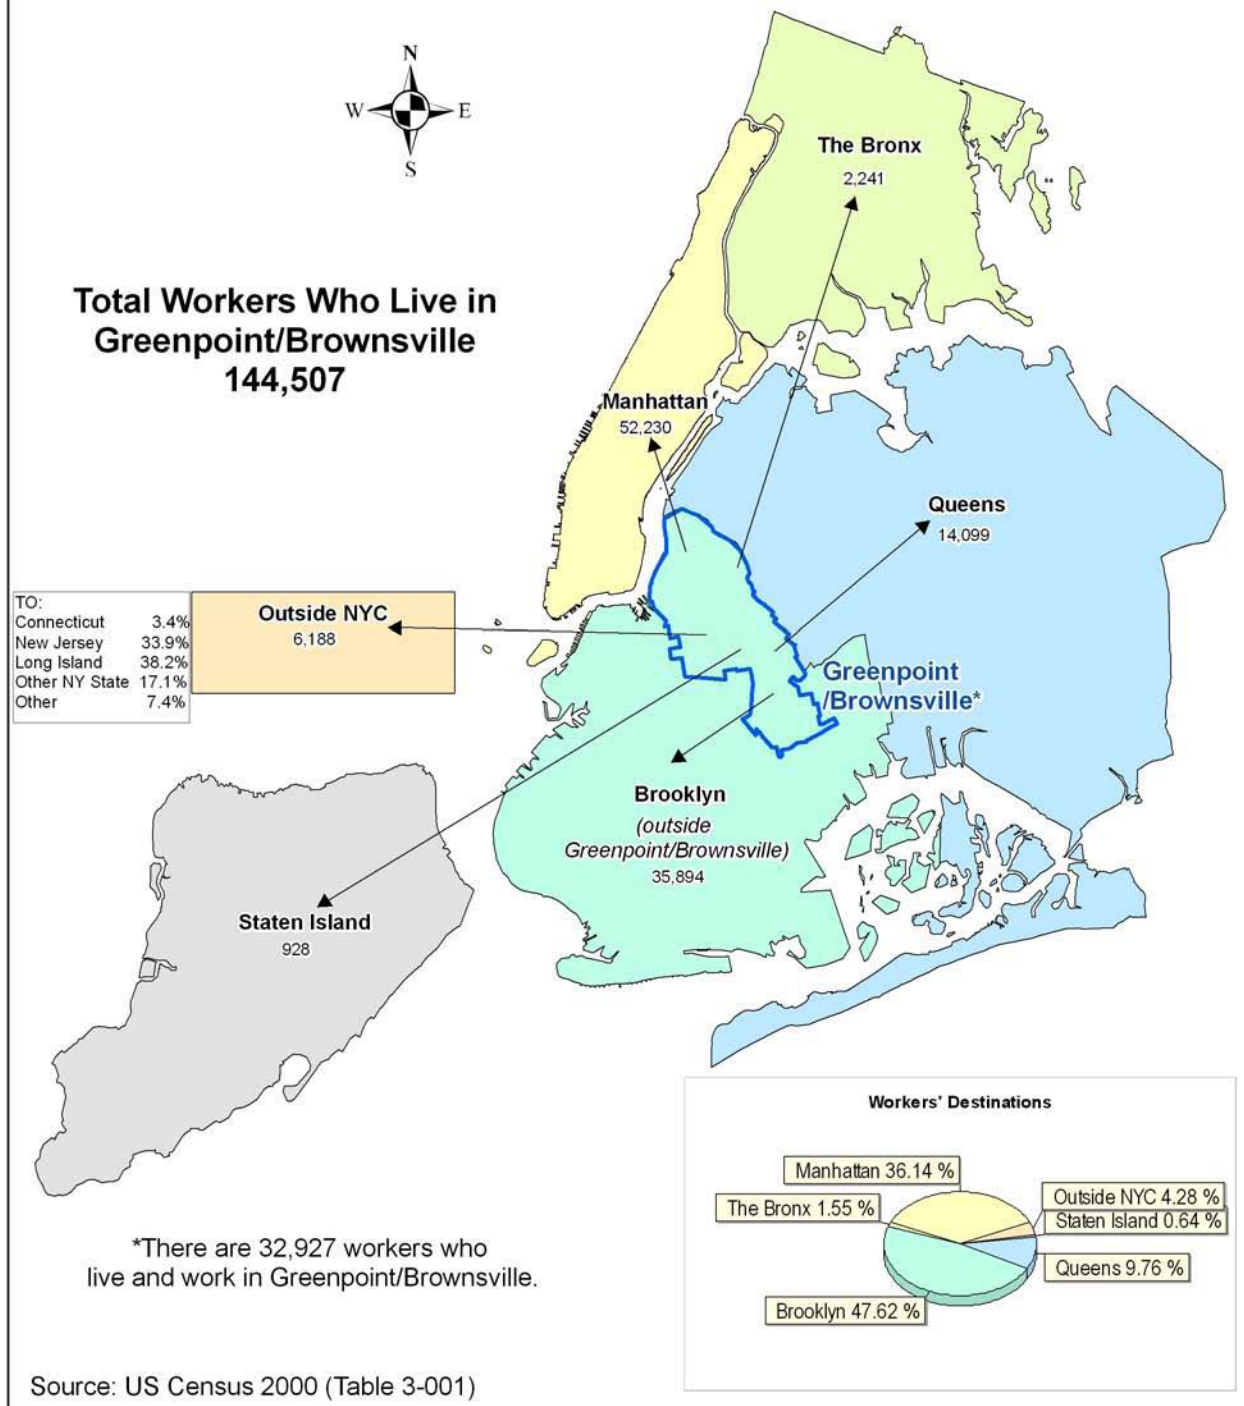 N
W E
S
The Bronx
2,241
**
Total Workers Who Live in
Greenpoint/Brownsville
144,507
Manhattan
52,230
Queens
14,099
TO:
Connecticut 3.4%
New Jersey 33.9%
Long Island 38.2%
Other NY State 17.1%
Other 7.4%
Outside NYC
6,188
Greenpoint
/Brownsville*
Brooklyn
(outside
Greenpoint/Brownsville)
35,894
Staten Island
928
Workers' Destinations
Manhattan 36.14 %
The Bronx 1.55 %
Outside NYC 4.28 %
Staten Island 0.64 %
Queens 9.76 %
Brooklyn 47.62 %
*There are 32,927 workers who
live and work in Greenpoint/Brownsville.
Source: US Census 2000 (Table 3-001)